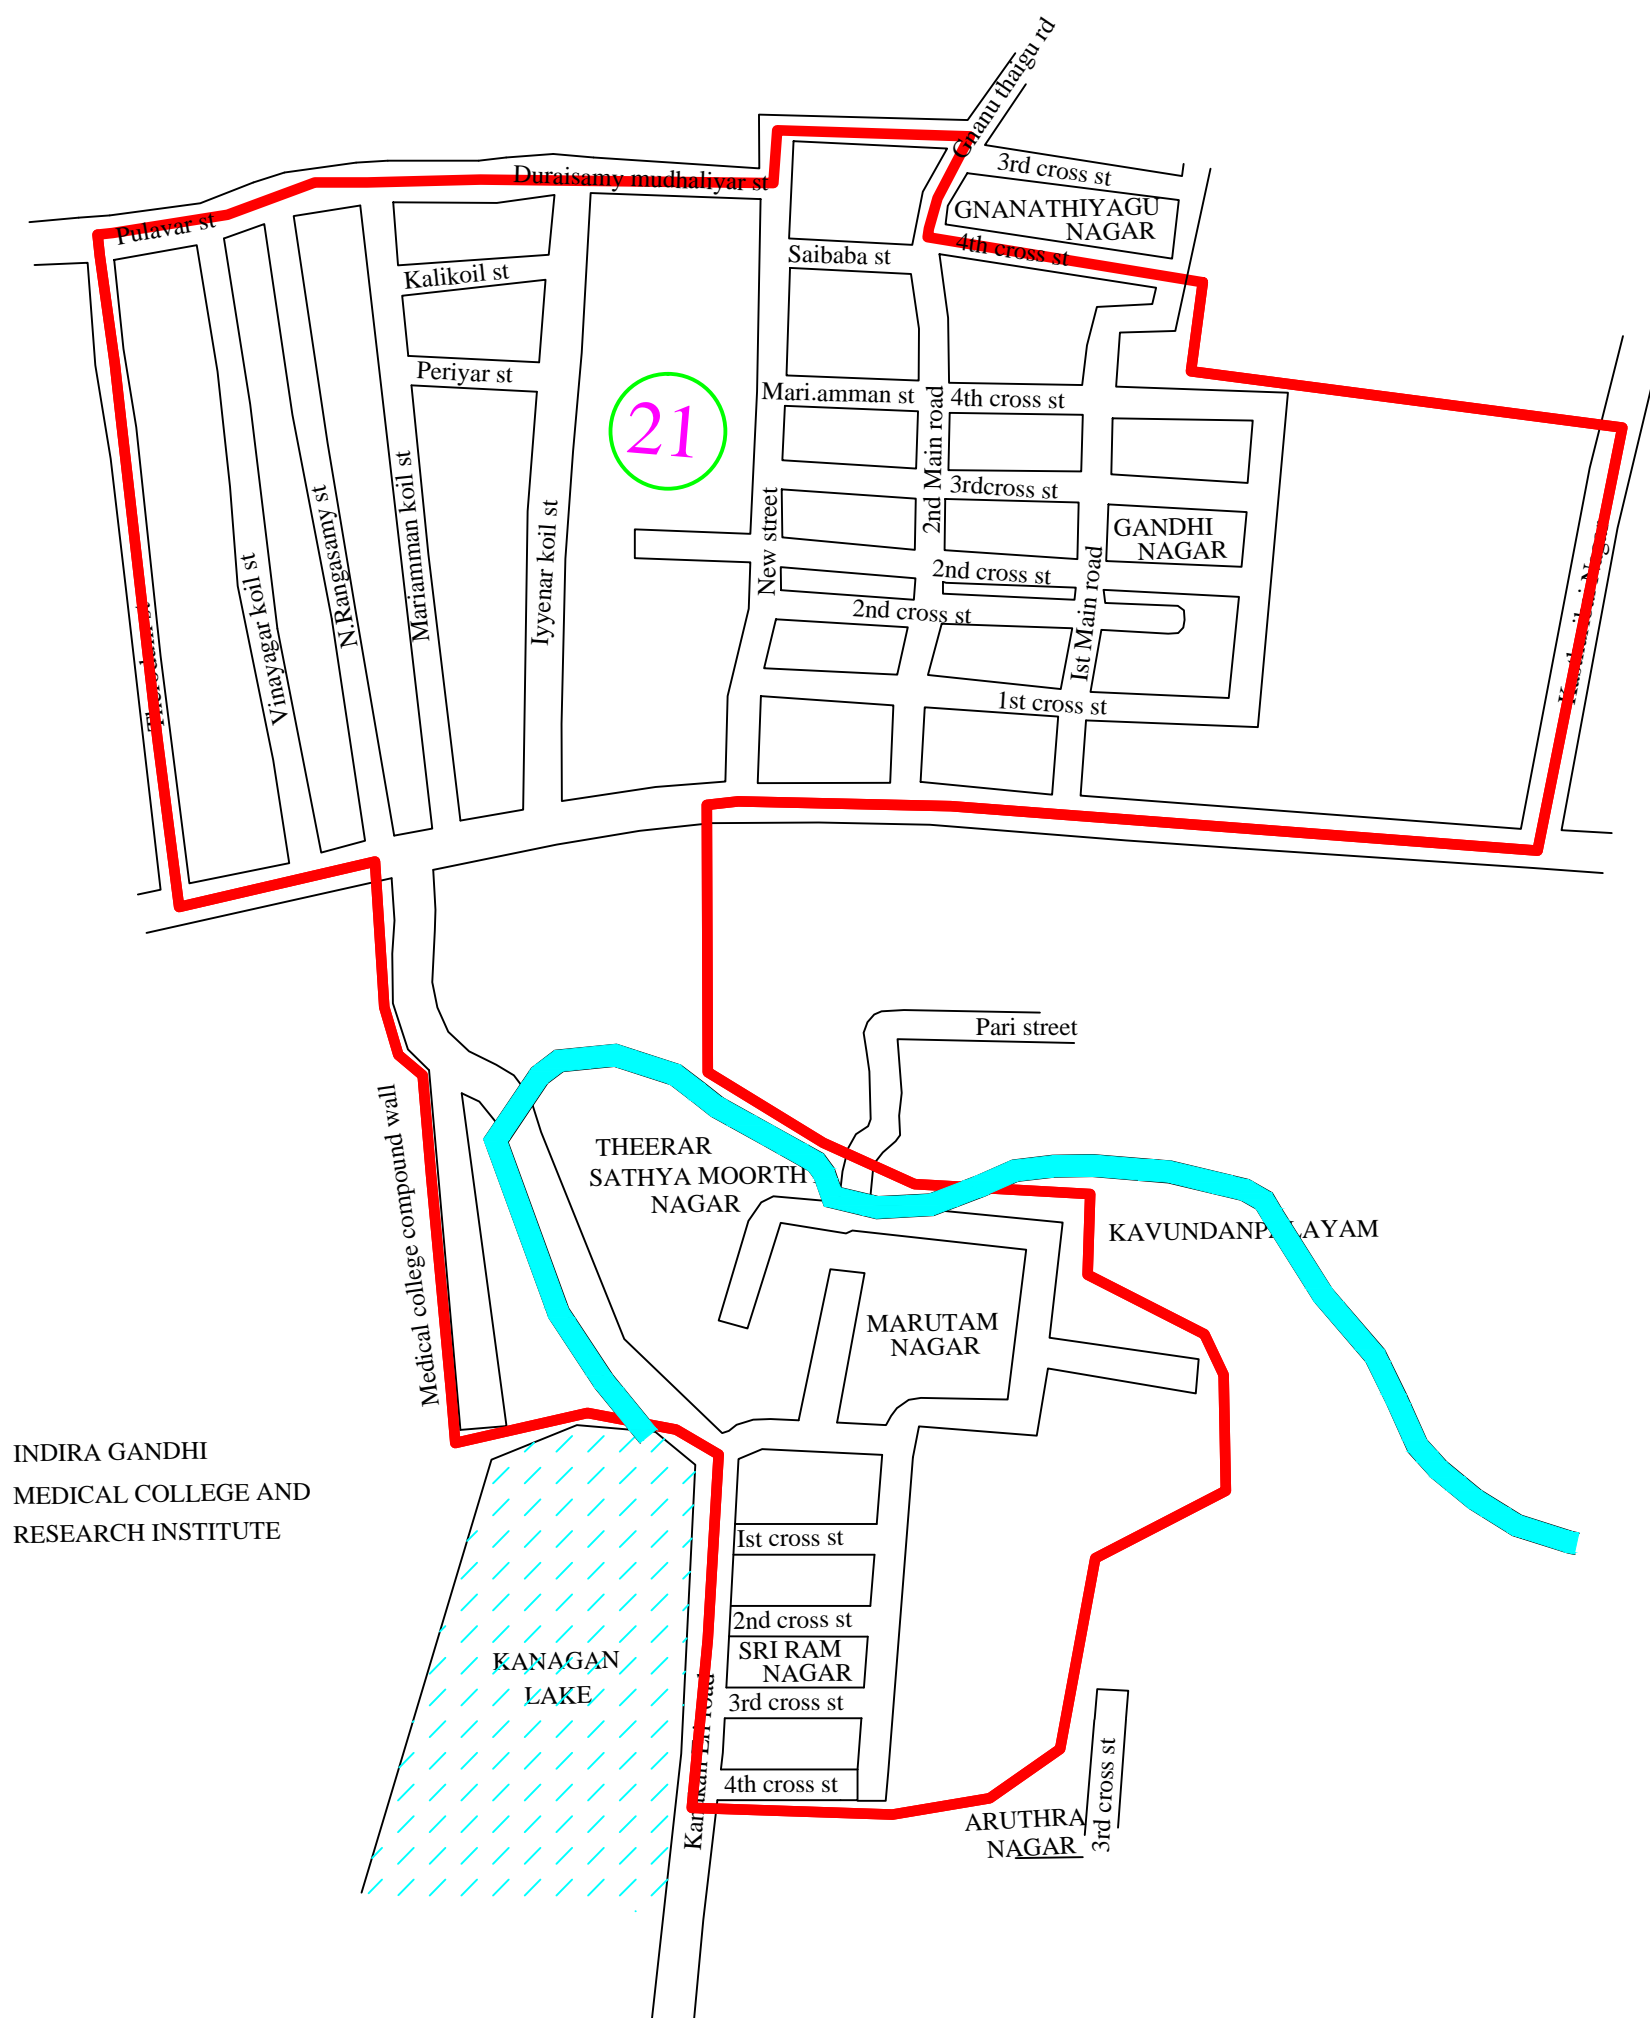 Gnanu thaigu rd
3rd cross st
Duraisamy mudhaliyar st
GNANATHIYAGU
NAGAR
Pulavar st
4th cross st
Saibaba st
Kalikoil st
Periyar st
Mari.amman st
4th cross st
21
2nd Main road
3rdcross st
New street
GANDHI
NAGAR
N.Rangasany st
Mariamman koil st
Iyyenar koil st
Vinayagar koil st
2nd cross st
2nd cross st
Ist Main road
1st cross st
Pari street
Medical college compound wall
THEERAR
SATHYA MOORTH
NAGAR
KAVUNDANPALAYAM
MARUTAM
NAGAR
INDIRA GANDHI
MEDICAL COLLEGE AND
RESEARCH INSTITUTE
Ist cross st
2nd cross st
SRI RAM
NAGAR
KANAGAN
LAKE
3rd cross st
4th cross st
road
ARUTHRA
NAGAR
3rd cross st